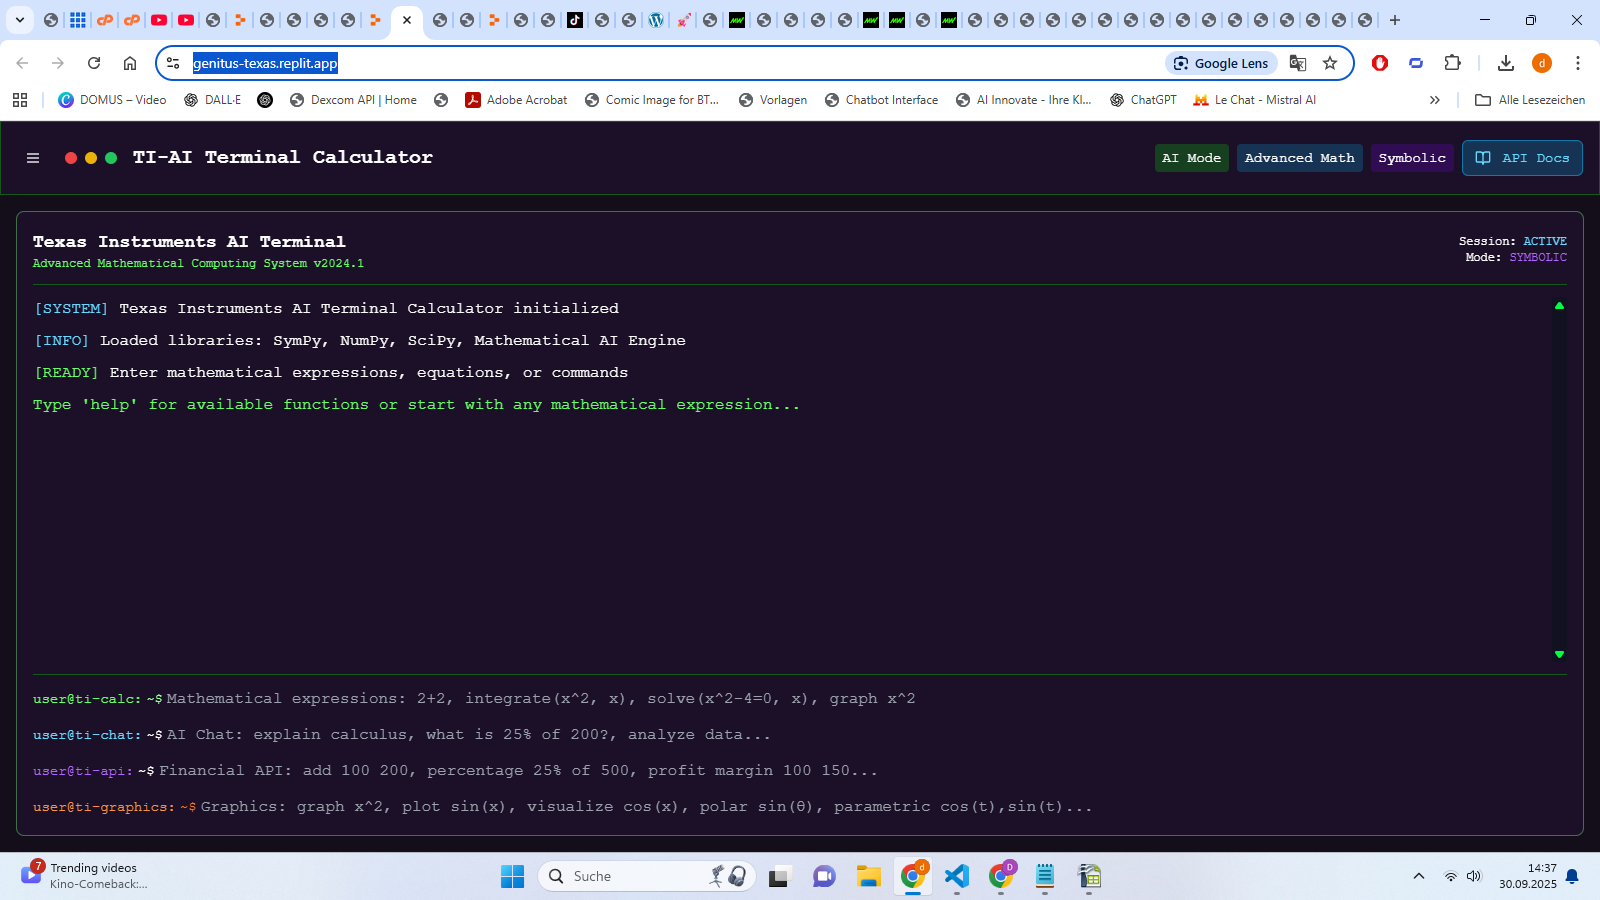 genitus-texas.replit.app
Google Lens
d
DOMUS – Video
DALL·E
Dexcom API | Home
Adobe Acrobat
Comic Image for BT...
Vorlagen
Chatbot Interface
AI Innovate - Ihre KI...
ChatGPT
Le Chat - Mistral AI
Alle Lesezeichen
TI-AI Terminal Calculator
AI Mode
Advanced Math
Symbolic
API Docs
Texas Instruments AI Terminal
Session: ACTIVE
Advanced Mathematical Computing System v2024.1
Mode: SYMBOLIC
[SYSTEM] Texas Instruments AI Terminal Calculator initialized
[INFO] Loaded libraries: SymPy, NumPy, SciPy, Mathematical AI Engine
[READY] Enter mathematical expressions, equations, or commands
Type 'help' for available functions or start with any mathematical expression...
user@ti-calc:~$ Mathematical expressions: 2+2, integrate(x^2, x), solve(x^2-4=0, x), graph x^2
user@ti-chat:~$ AI Chat: explain calculus, what is 25% of 200?, analyze data...
user@ti-api:~$ Financial API: add 100 200, percentage 25% of 500, profit margin 100 150...
user@ti-graphics:~$ Graphics: graph x^2, plot sin(x), visualize cos(x), polar sin(θ), parametric cos(t),sin(t)...
7
Trending videos
Kino-Comeback:...
Suche
d
D
14:37
30.09.2025